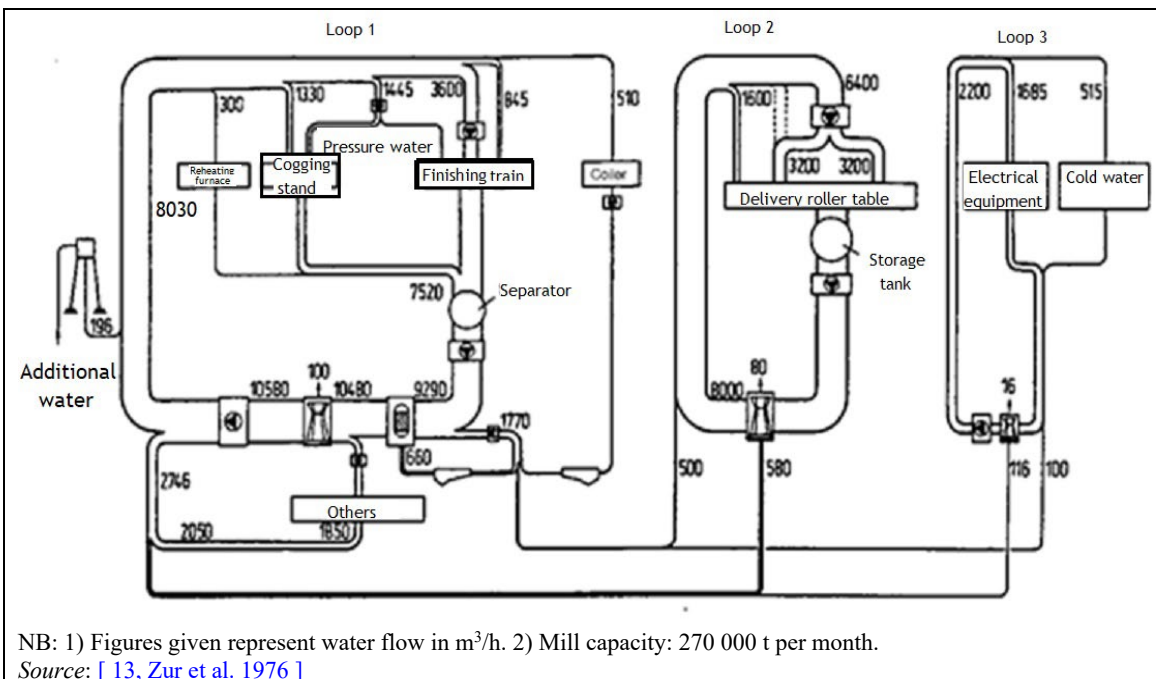 Loop 1
Loop 2
Loop 3
300
1330
1445
3600
845
510
1600
6400
2200
1685
515
Pressure water
Reheating
furnace
Cogging
stand
Finishing train
3200
3200
Electrical
equipment
Cold water
8030
Delivery roller table
Storage
tank
7520
Separator
196
Additional
water
10580
100
10480
9290
1770
660
8000
80
16
2746
500
580
116
100
Others
2050
1850
NB: 1) Figures given represent water flow in m³/h. 2) Mill capacity: 270 000 t per month.
Source: [ 13, Zur et al. 1976 ]